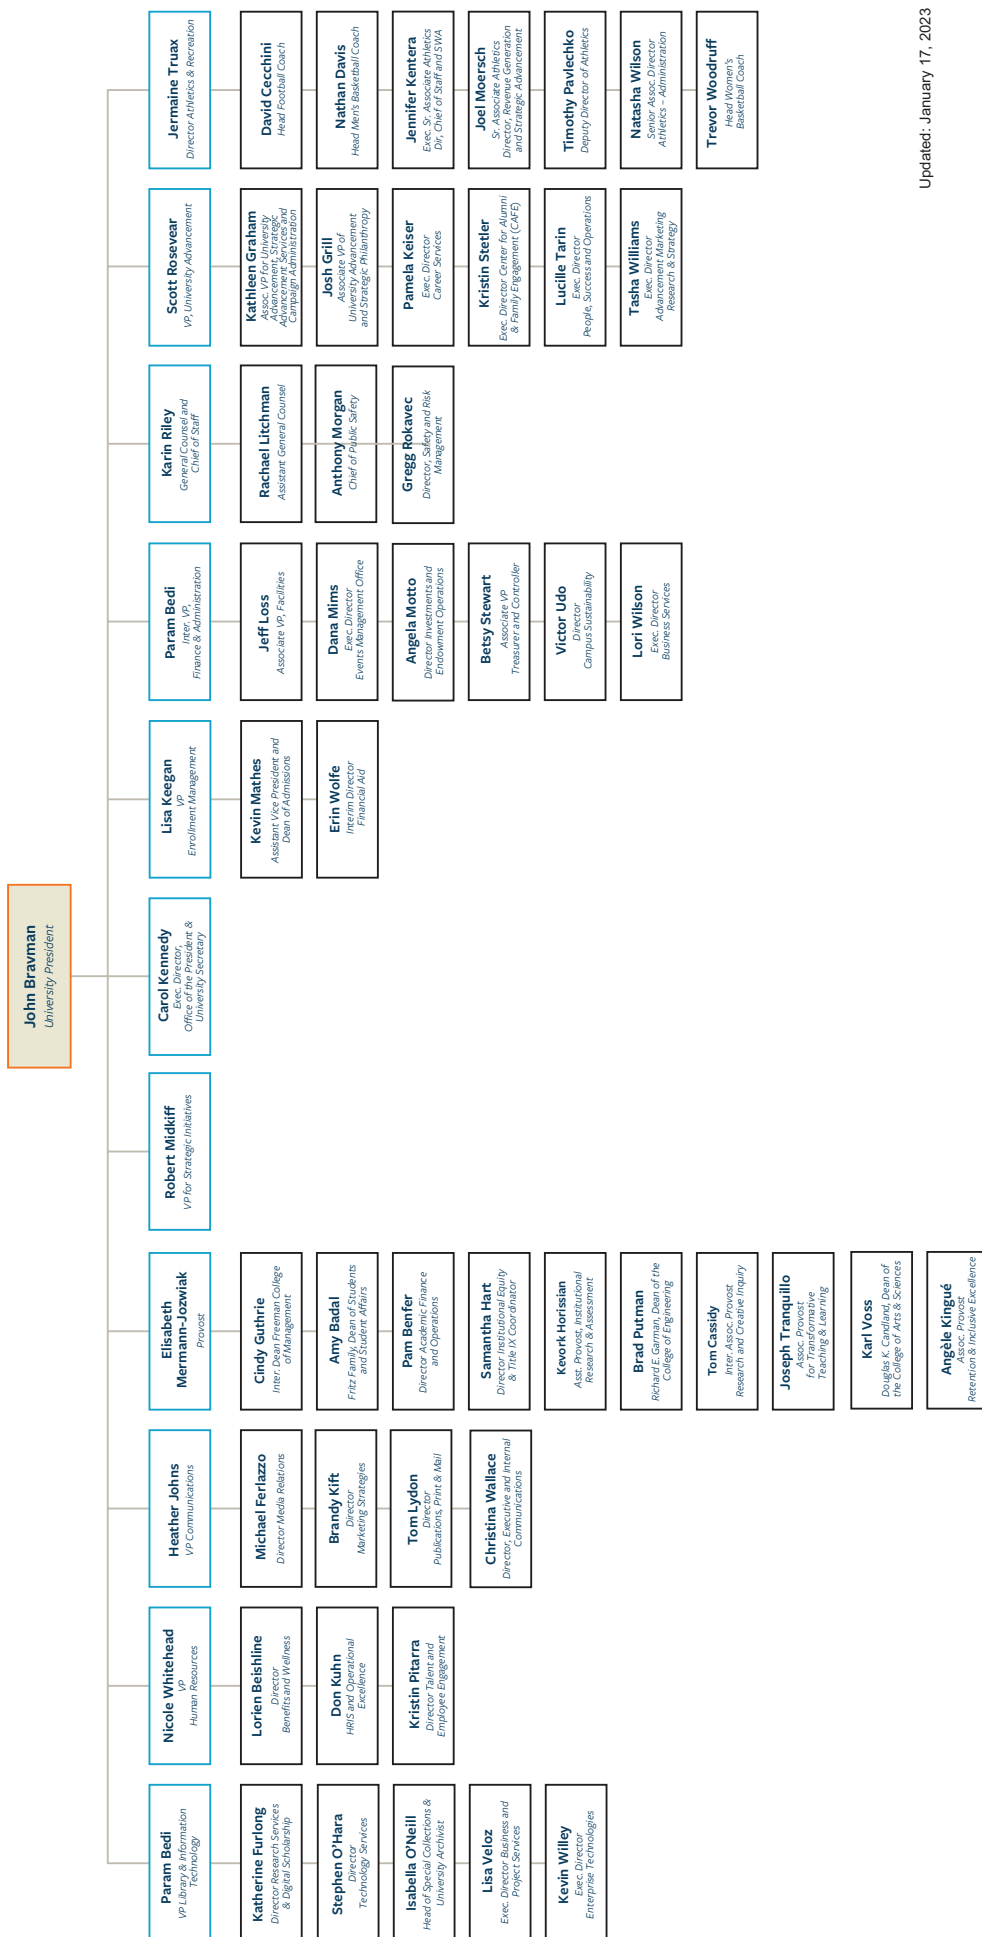 John Bravman
University President
Param Bedi
VP Library & Information
Technology
Katherine Furlong
Director Research Services
& Digital Scholarship
Stephen O'Hara
Director
Technology Services
Isabella O'Neill
Head of Special Collections &
University Archivist
Lisa Veloz
Exec. Director Business and
Project Services
Kevin Willey
Exec. Director
Enterprise Technologies
Nicole Whitehead
VP
Human Resources
Lorien Beishline
Director
Benefits and Wellness
Don Kuhn
HRIS and Operational
Excellence
Kristin Pitarra
Director Talent and
Employee Engagement
Heather Johns
VP Communications
Michael Ferlazzo
Director Media Relations
Brandy Kift
Director
Marketing Strategies
Tom Lydon
Director
Publications, Print & Mail
Christina Wallace
Director, Executive and Internal
Communications
Elisabeth
Mermann-Jozwiak
Provost
Cindy Guthrie
Inter. Dean Freeman College
of Management
Amy Badal
Fritz Family, Dean of Students
and Student Affairs
Pam Benfer
Director Academic Finance
and Operations
Samantha Hart
Director Institutional Equity
& Title IX Coordinator
Kevork Horissian
Asst. Provost, Institutional
Research & Assessment
Brad Putman
Richard E. Garman, Dean of the
College of Engineering
Tom Cassidy
Inter. Assoc. Provost
Research and Creative Inquiry
Joseph Tranquillo
Assoc. Provost
for Transformative
Teaching & Learning
Karl Voss
Douglas K. Candland, Dean of
the College of Arts & Sciences
Angèle Kingué
Assoc. Provost
Retention & Inclusive Excellence
Robert Midkiff
VP for Strategic Initiatives
Carol Kennedy
Exec. Director,
Office of the President &
University Secretary
Lisa Keegan
VP
Enrollment Management
Kevin Mathes
Assistant Vice President and
Dean of Admissions
Erin Wolfe
Interim Director
Financial Aid
Param Bedi
Inter. VP,
Finance & Administration
Jeff Loss
Associate VP, Facilities
Dana Mims
Exec. Director
Events Management Office
Angela Motto
Director Investments and
Endowment Operations
Betsy Stewart
Associate VP
Treasurer and Controller
Victor Udo
Director
Campus Sustainability
Lori Wilson
Exec. Director
Business Services
Karin Riley
General Counsel and
Chief of Staff
Rachael Litchman
Assistant General Counsel
Anthony Morgan
Chief of Public Safety
Gregg Rokavec
Director, Safety and Risk
Management
Scott Rosevear
VP, University Advancement
Kathleen Graham
Assoc. VP for University
Advancement, Strategic
Advancement Services and
Campaign Administration
Josh Grill
Associate VP of
University Advancement
and Strategic Philanthropy
Pamela Keiser
Exec. Director
Career Services
Kristin Stetler
Exec. Director Center for Alumni
& Family Engagement (CAFE)
Lucille Tarin
Exec. Director
People, Success and Operations
Tasha Williams
Exec. Director
Advancement Marketing
Research & Strategy
Jermaine Truax
Director Athletics & Recreation
David Cecchini
Head Football Coach
Nathan Davis
Head Men's Basketball Coach
Jennifer Kentera
Exec. Sr. Associate Athletics
Dir, Chief of Staff and SWA
Joel Moersch
Sr. Associate Athletics
Director, Revenue Generation
and Strategic Advancement
Timothy Pavlechko
Deputy Director of Athletics
Natasha Wilson
Senior Assoc. Director
Athletics – Administration
Trevor Woodruff
Head Women's
Basketball Coach
Updated: January 17, 2023